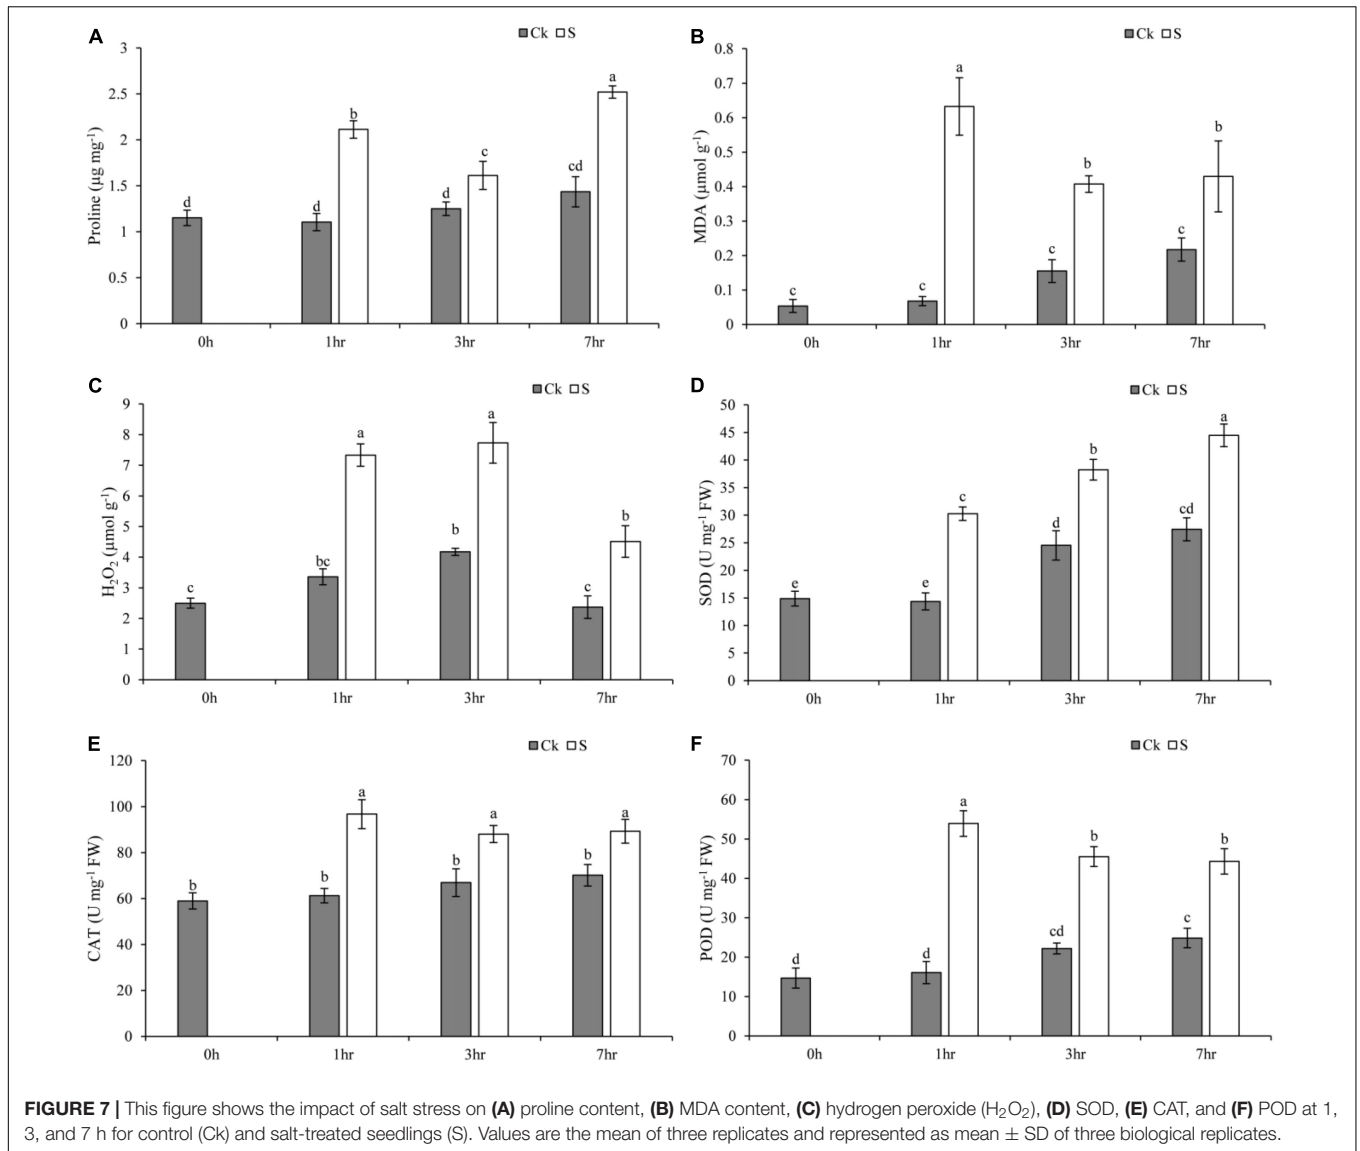 A
Ck S
3
2.5
2
1.5
1
0.5
0
Proline (µg mg⁻¹)
d
d
b
d
c
cd
a
0h 1hr 3hr 7hr
B
Ck S
0.8
0.7
0.6
0.5
0.4
0.3
0.2
0.1
0
MDA (µmol g⁻¹)
c
c
a
c
b
c
b
0h 1hr 3hr 7hr
C
Ck S
9
8
7
6
5
4
3
2
1
0
H₂O₂ (µmol g⁻¹)
c
bc
a
b
a
c
b
0h 1hr 3hr 7hr
D
Ck S
50
45
40
35
30
25
20
15
10
5
0
SOD (U mg⁻¹ FW)
e
e
c
d
b
cd
a
0h 1hr 3hr 7hr
E
Ck S
120
100
80
60
40
20
0
CAT (U mg⁻¹ FW)
b
b
a
b
a
b
a
0h 1hr 3hr 7hr
F
Ck S
70
60
50
40
30
20
10
0
POD (U mg⁻¹ FW)
d
d
a
cd
b
c
b
0h 1hr 3hr 7hr
FIGURE 7 | This figure shows the impact of salt stress on (A) proline content, (B) MDA content, (C) hydrogen peroxide (H₂O₂), (D) SOD, (E) CAT, and (F) POD at 1,
3, and 7 h for control (Ck) and salt-treated seedlings (S). Values are the mean of three replicates and represented as mean ± SD of three biological replicates.